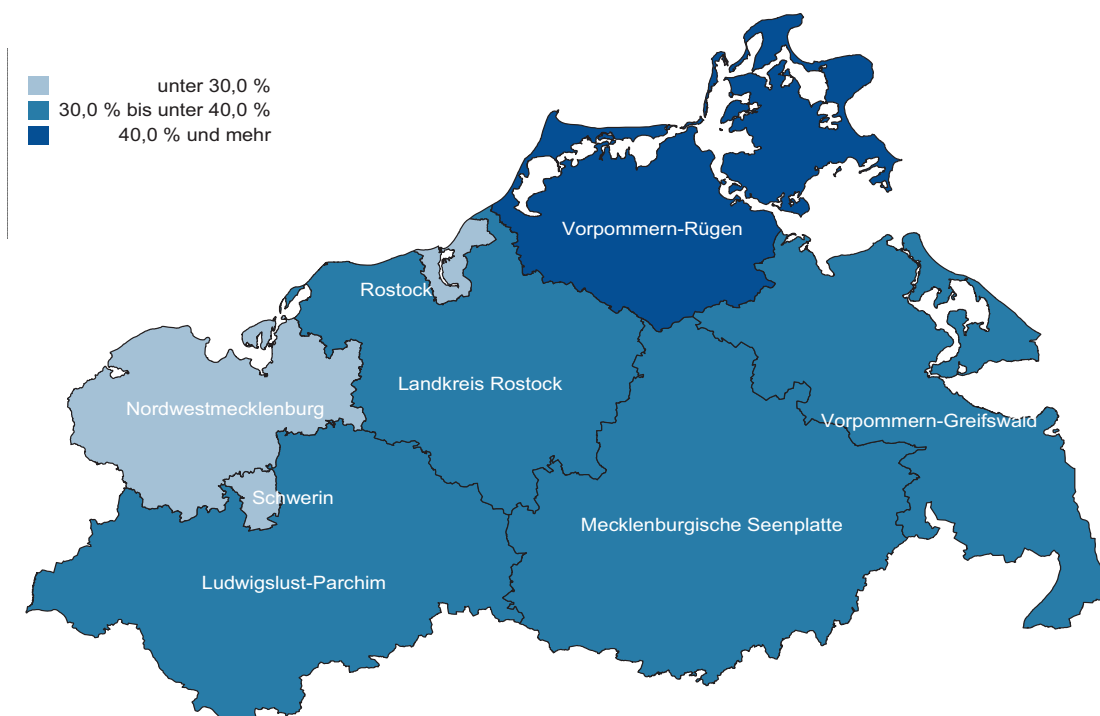 unter 30,0 %
30,0 % bis unter 40,0 %
40,0 % und mehr
Vorpommern-Rügen
Rostock
Landkreis Rostock
Nordwestmecklenburg
Vorpommern-Greifswald
Schwerin
Mecklenburgische Seenplatte
Ludwigslust-Parchim